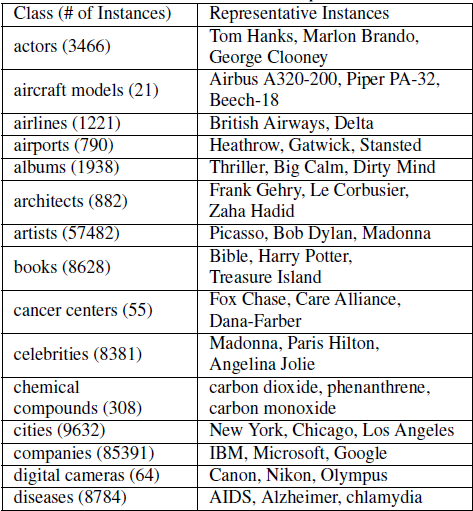 Class (# of Instances) Representative Instances
actors (3466) Tom Hanks, Marlon Brando,
George Clooney
aircraft models (21) Airbus A320-200, Piper PA-32,
Beech-18
airlines (1221) British Airways, Delta
airports (790) Heathrow, Gatwick, Stansted
albums (1938) Thriller, Big Calm, Dirty Mind
architects (882) Frank Gehry, Le Corbusier,
Zaha Hadid
artists (57482) Picasso, Bob Dylan, Madonna
books (8628) Bible, Harry Potter,
Treasure Island
cancer centers (55) Fox Chase, Care Alliance,
Dana-Farber
celebrities (8381) Madonna, Paris Hilton,
Angelina Jolie
chemical carbon dioxide, phenanthrene,
compounds (308) carbon monoxide
cities (9632) New York, Chicago, Los Angeles
companies (85391) IBM, Microsoft, Google
digital cameras (64) Canon, Nikon, Olympus
diseases (8784) AIDS, Alzheimer, chlamydia